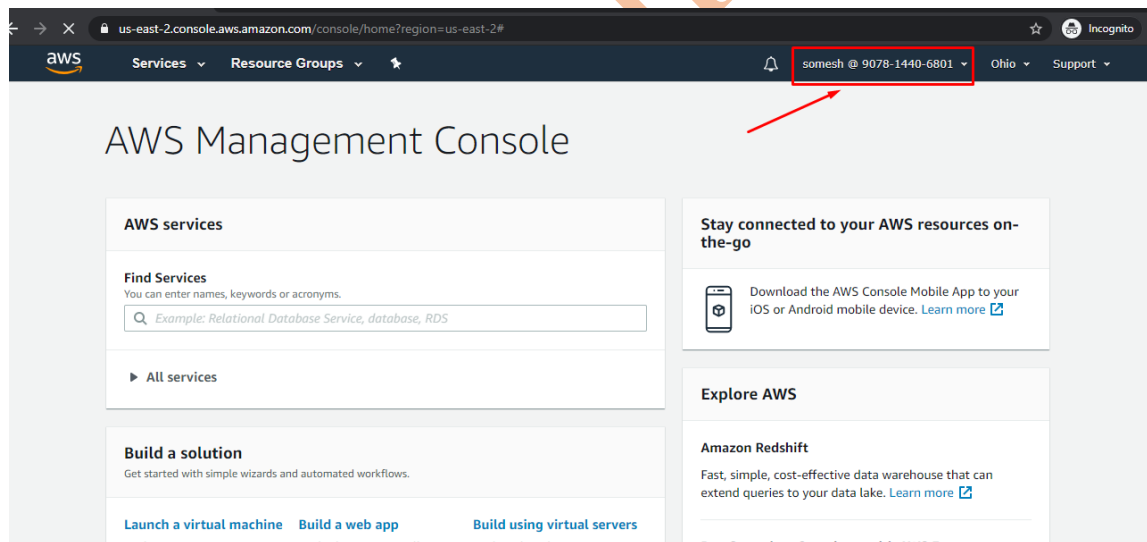 us-east-2.console.aws.amazon.com/console/home?region=us-east-2#
Incognito
aws
Services
Resource Groups
somesh @ 9078-1440-6801
Ohio
Support
AWS Management Console
AWS services
Find Services
You can enter names, keywords or acronyms.
Example: Relational Database Service, database, RDS
All services
Build a solution
Get started with simple wizards and automated workflows.
Launch a virtual machine
Build a web app
Build using virtual servers
Stay connected to your AWS resources on-
the-go
Download the AWS Console Mobile App to your
iOS or Android mobile device. Learn more
Explore AWS
Amazon Redshift
Fast, simple, cost-effective data warehouse that can
extend queries to your data lake. Learn more